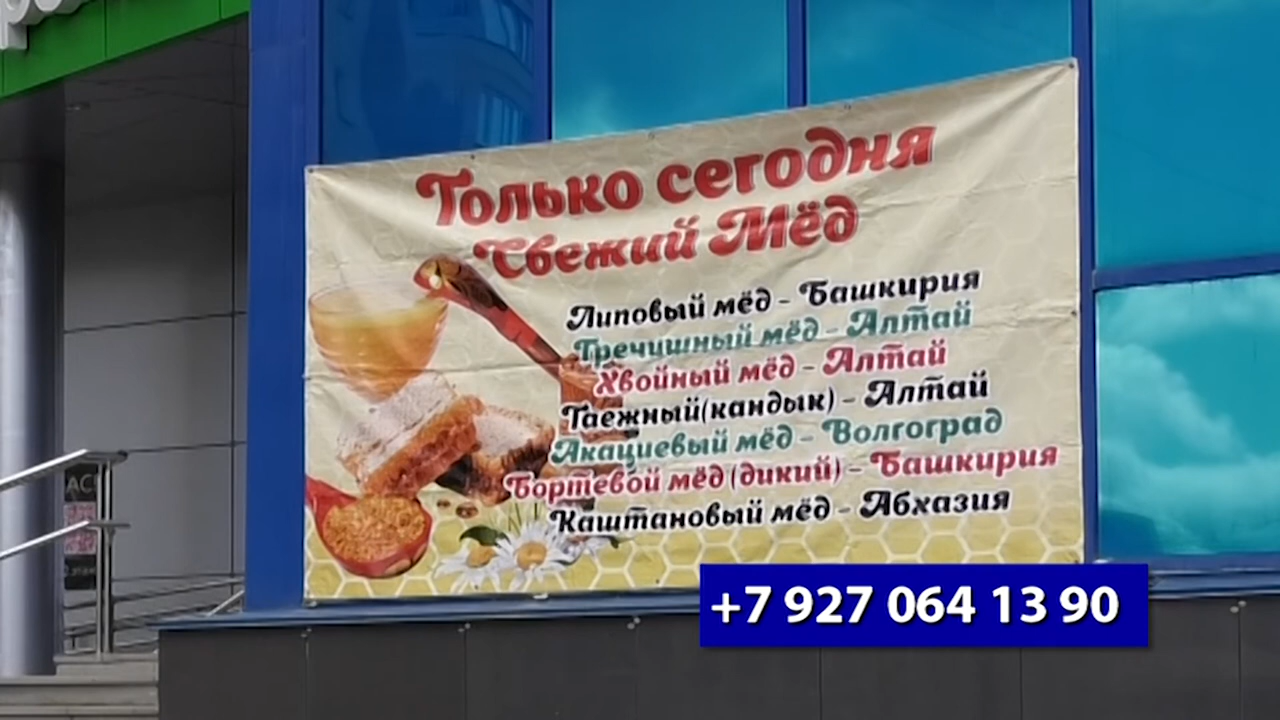 Только сегодня
Свежий Мёд
Липовый мёд - Башкирия
Гречишный мёд - Алтай
Хвойный мёд - Алтай
Таежный(кандык) - Алтай
Акациевый мёд - Волгоград
Бортевой мёд (дикий) - Башкирия
Каштановый мёд - Абхазия
+7 927 064 13 90